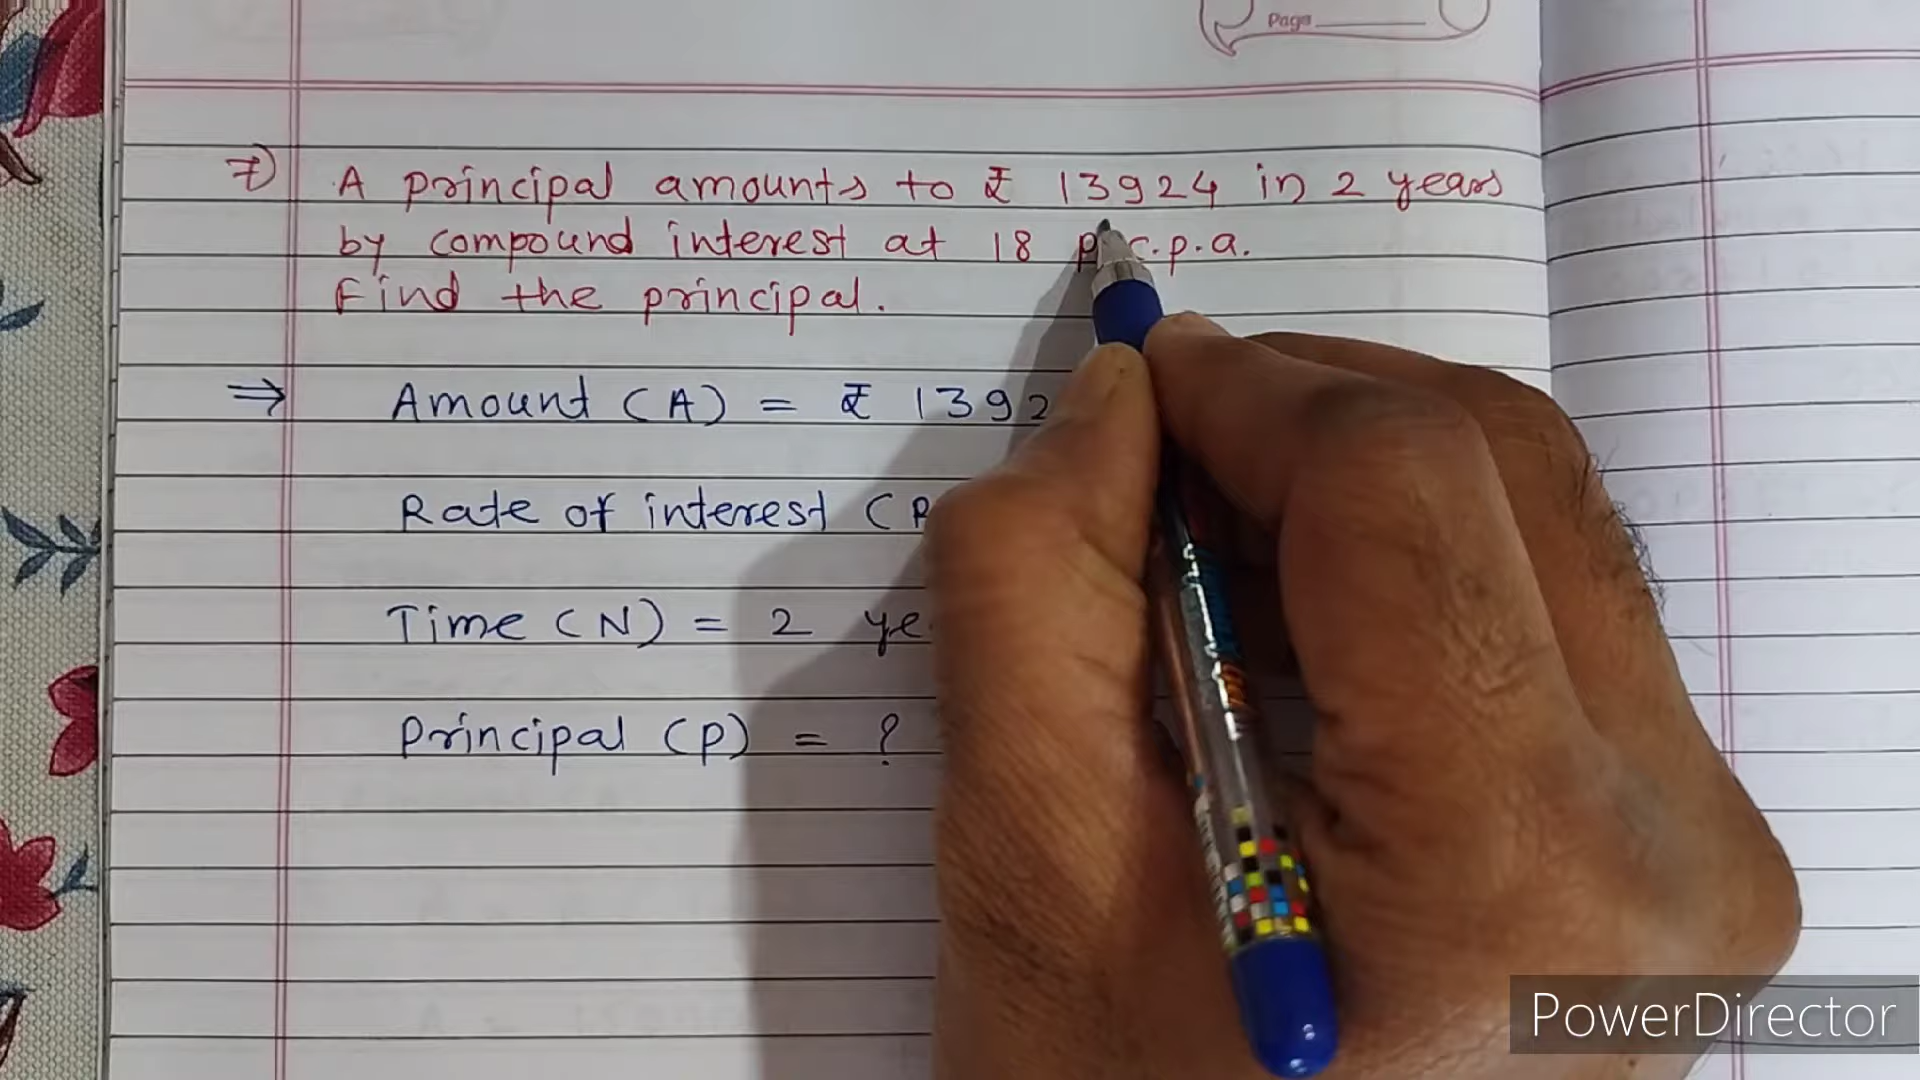 Page
7) A principal amounts to ₹ 13924 in 2 years
by compound interest at 18 p.c.p.a.
Find the principal.
⇒ Amount (A) = ₹ 1392
Rate of interest (R
Time (N) = 2
Principal (P) = ?
PowerDirector